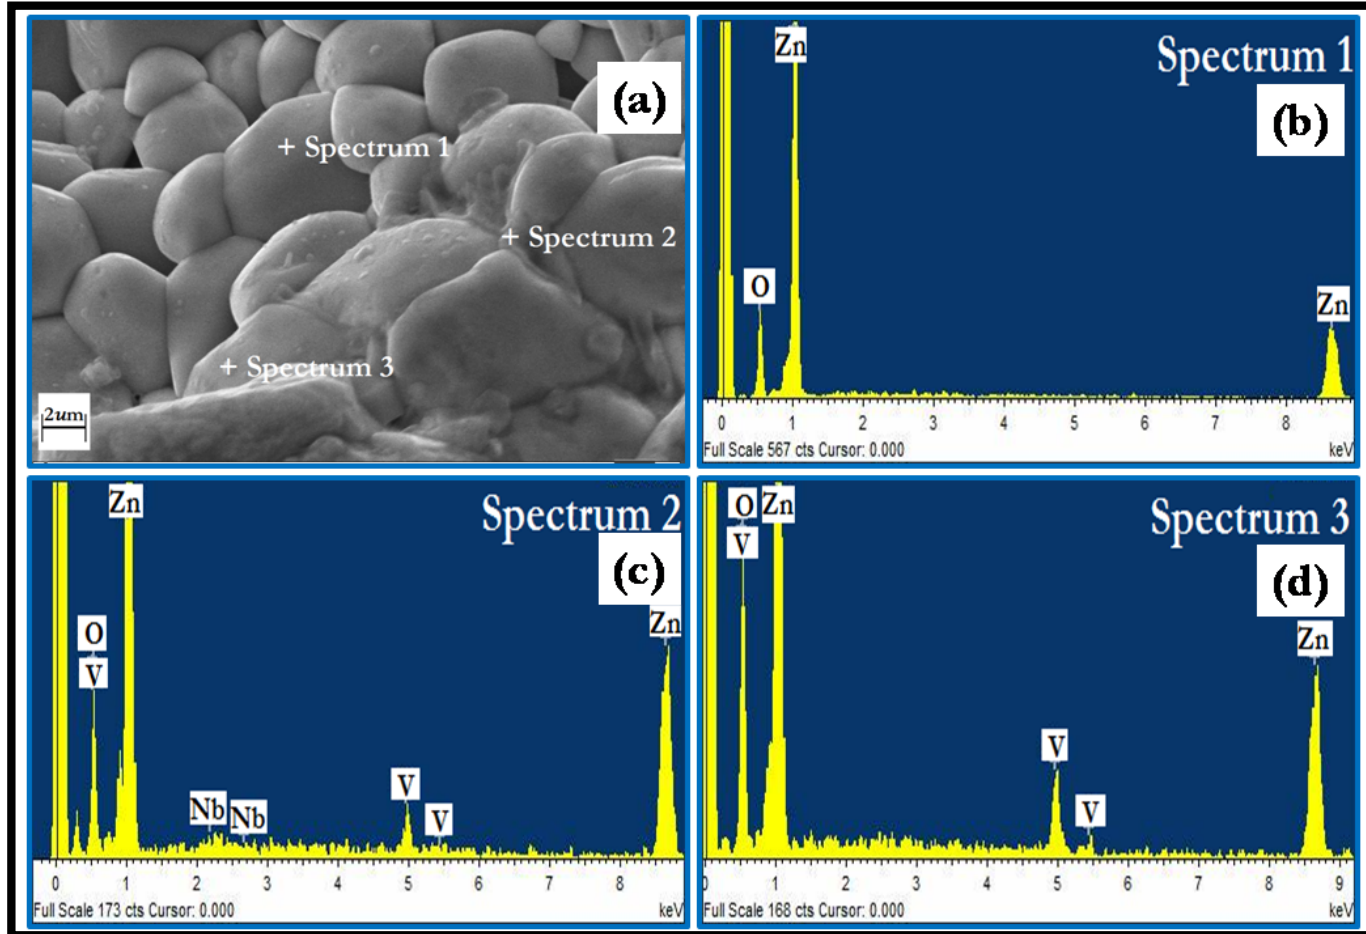 (a)
+ Spectrum 1
+ Spectrum 2
+ Spectrum 3
2um
Spectrum 1
(b)
Zn
O
Zn
0 1 2 3 4 5 6 7 8
Full Scale 567 cts Cursor: 0.000 keV
Spectrum 2
(c)
Zn
O
V
Nb
Nb
V
V
Zn
0 1 2 3 4 5 6 7 8
Full Scale 173 cts Cursor: 0.000 keV
Spectrum 3
(d)
O
V
Zn
V
V
Zn
0 1 2 3 4 5 6 7 8 9
Full Scale 168 cts Cursor: 0.000 keV